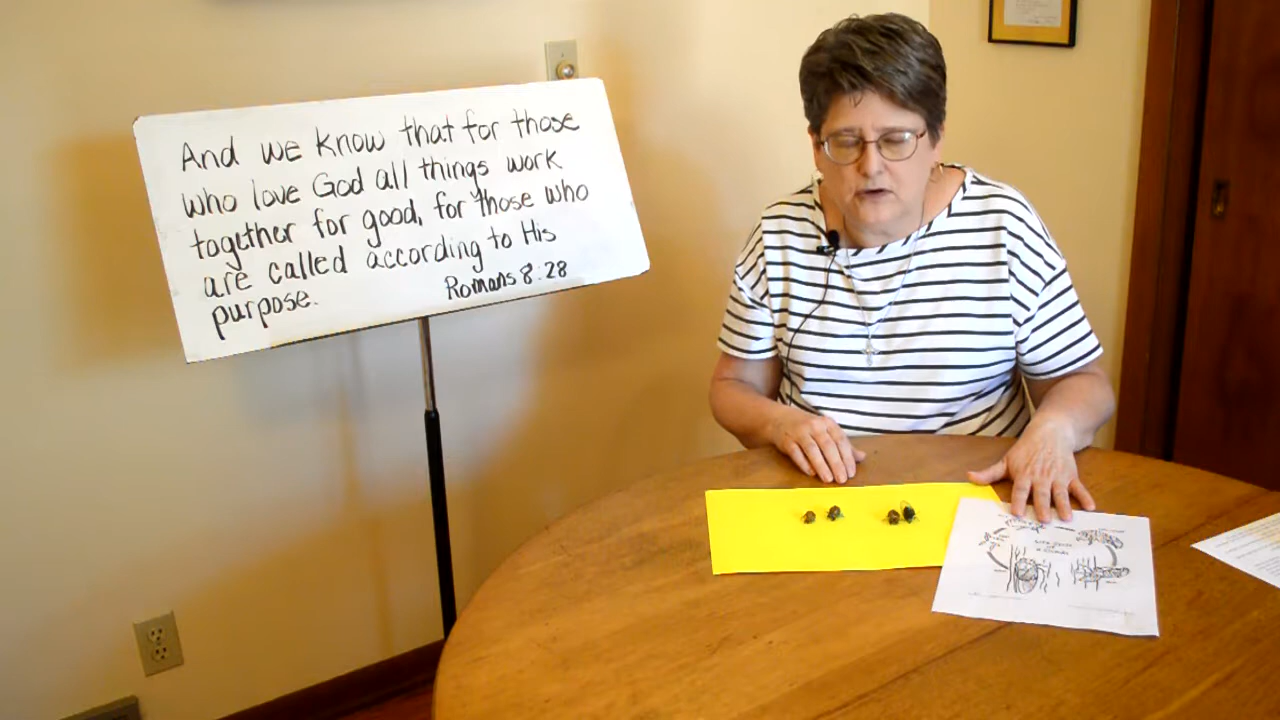 And we know that for those
who love God all things work
together for good, for those who
are called according to His
purpose.
Romans 8:28